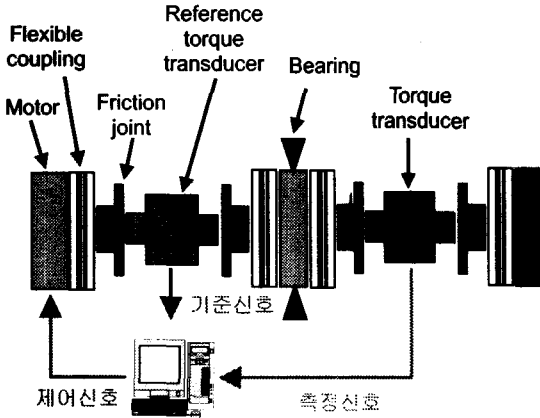 Reference
torque
transducer
Flexible
coupling
Bearing
Motor
Friction
joint
Torque
transducer
기준신호
제어신호
측정신호